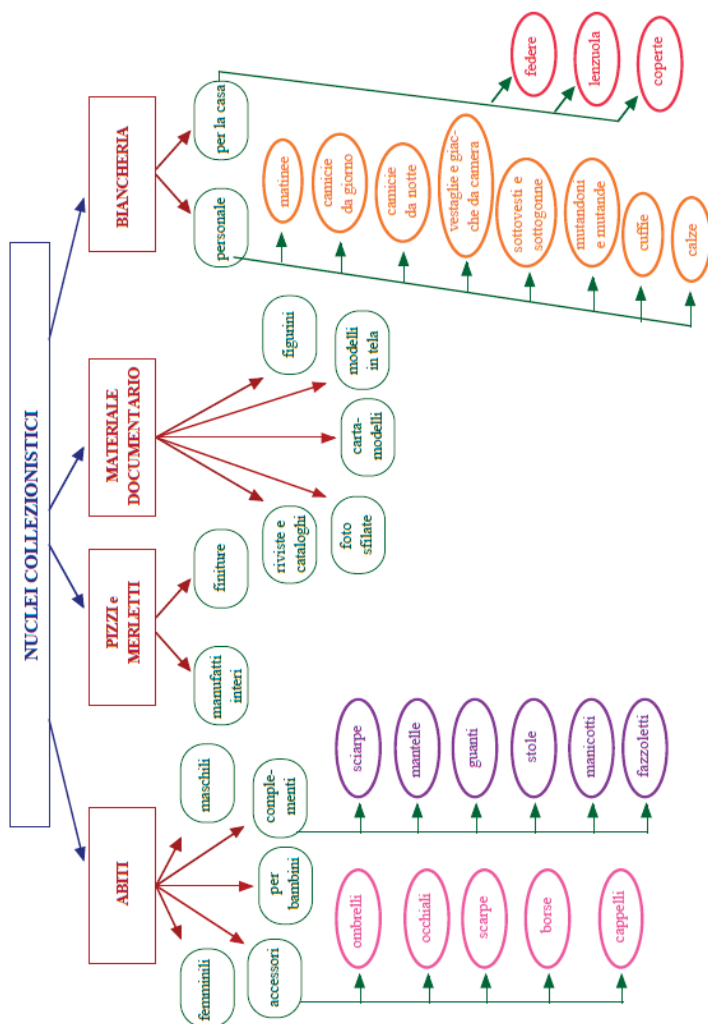 NUCLEI COLLEZIONISTICI
ABITI
PIZZI e
MERLETTI
MATERIALE
DOCUMENTARIO
BIANCHERIA
femminili
maschili
accessori
per
bambini
comple-
menti
manufatti
interi
finiture
riviste e
cataloghi
foto
sfilate
carta-
modelli
modelli
in tela
figurini
personale
per la casa
ombrelli
occhiali
scarpe
borse
cappelli
sciarpe
mantelle
guanti
stole
manicotti
fazzoletti
matinee
camicie
da giorno
camicie
da notte
vestaglie e giac-
che da camera
sottovesti e
sottogonne
mutandoni
e mutande
cuffie
calze
federe
lenzuola
coperte